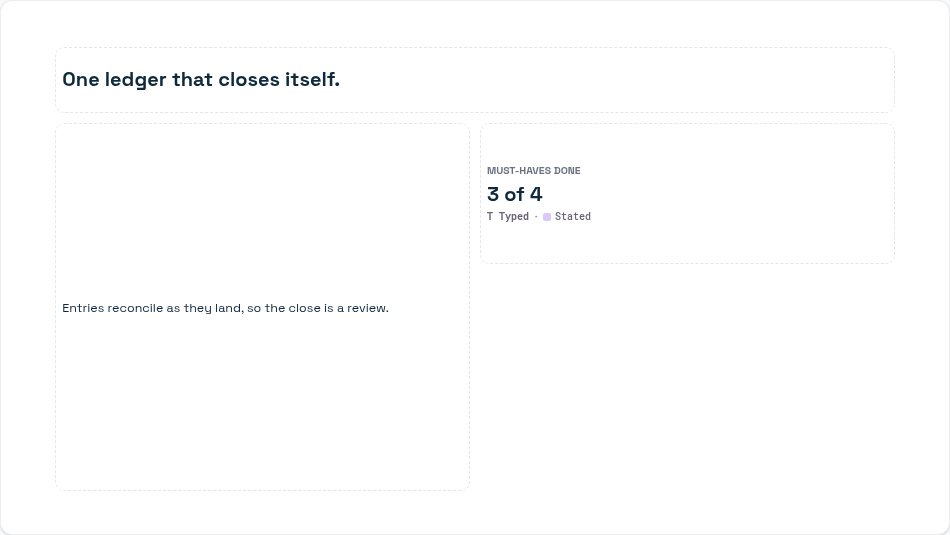 One ledger that closes itself.
Entries reconcile as they land, so the close is a review.
MUST-HAVES DONE
3 of 4
T Typed · Stated